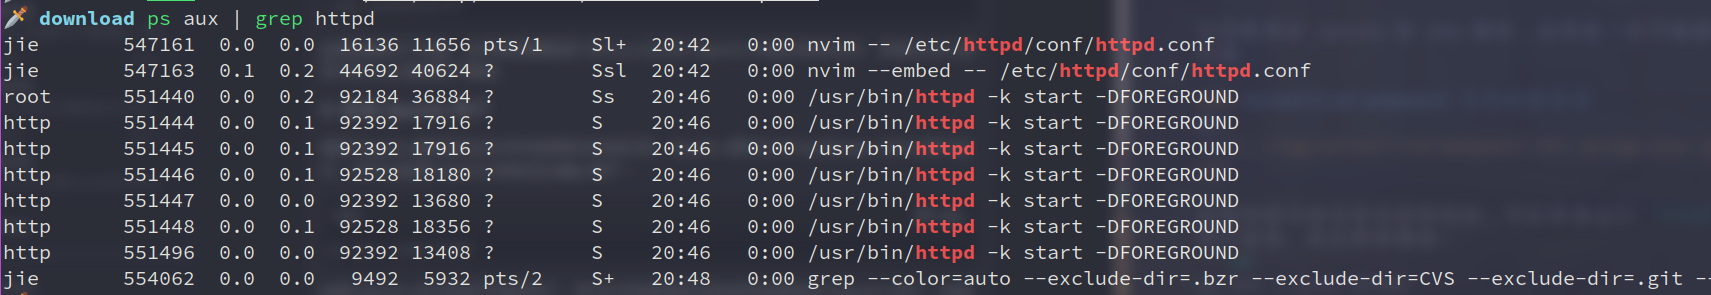 download ps aux | grep httpd
jie 547161 0.0 0.0 16136 11656 pts/1 Sl+ 20:42 0:00 nvim -- /etc/httpd/conf/httpd.conf
jie 547163 0.1 0.2 44692 40624 ? Ssl 20:42 0:00 nvim --embed -- /etc/httpd/conf/httpd.conf
root 551440 0.0 0.2 92184 36884 ? Ss 20:46 0:00 /usr/bin/httpd -k start -DFOREGROUND
http 551444 0.0 0.1 92392 17916 ? S 20:46 0:00 /usr/bin/httpd -k start -DFOREGROUND
http 551445 0.0 0.1 92392 17916 ? S 20:46 0:00 /usr/bin/httpd -k start -DFOREGROUND
http 551446 0.0 0.1 92528 18180 ? S 20:46 0:00 /usr/bin/httpd -k start -DFOREGROUND
http 551447 0.0 0.0 92392 13680 ? S 20:46 0:00 /usr/bin/httpd -k start -DFOREGROUND
http 551448 0.0 0.1 92528 18356 ? S 20:46 0:00 /usr/bin/httpd -k start -DFOREGROUND
http 551496 0.0 0.0 92392 13408 ? S 20:46 0:00 /usr/bin/httpd -k start -DFOREGROUND
jie 554062 0.0 0.0 9492 5932 pts/2 S+ 20:48 0:00 grep --color=auto --exclude-dir=.bzr --exclude-dir=CVS --exclude-dir=.git --